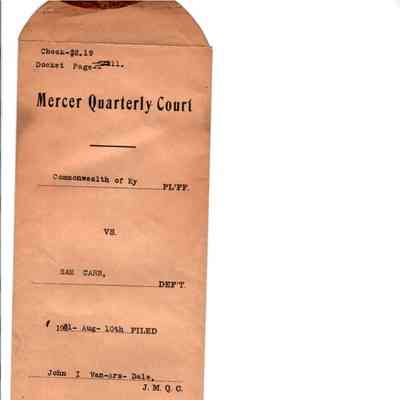 Check-$2.19
Docket Page 211.
Mercer Quarterly Court
Commonwealth of Ky PL'FF.
VS.
SAM CARR, DEF'T.
Aug- 10th FILED
John I Van-ars- Dale,
J. M. Q. C.